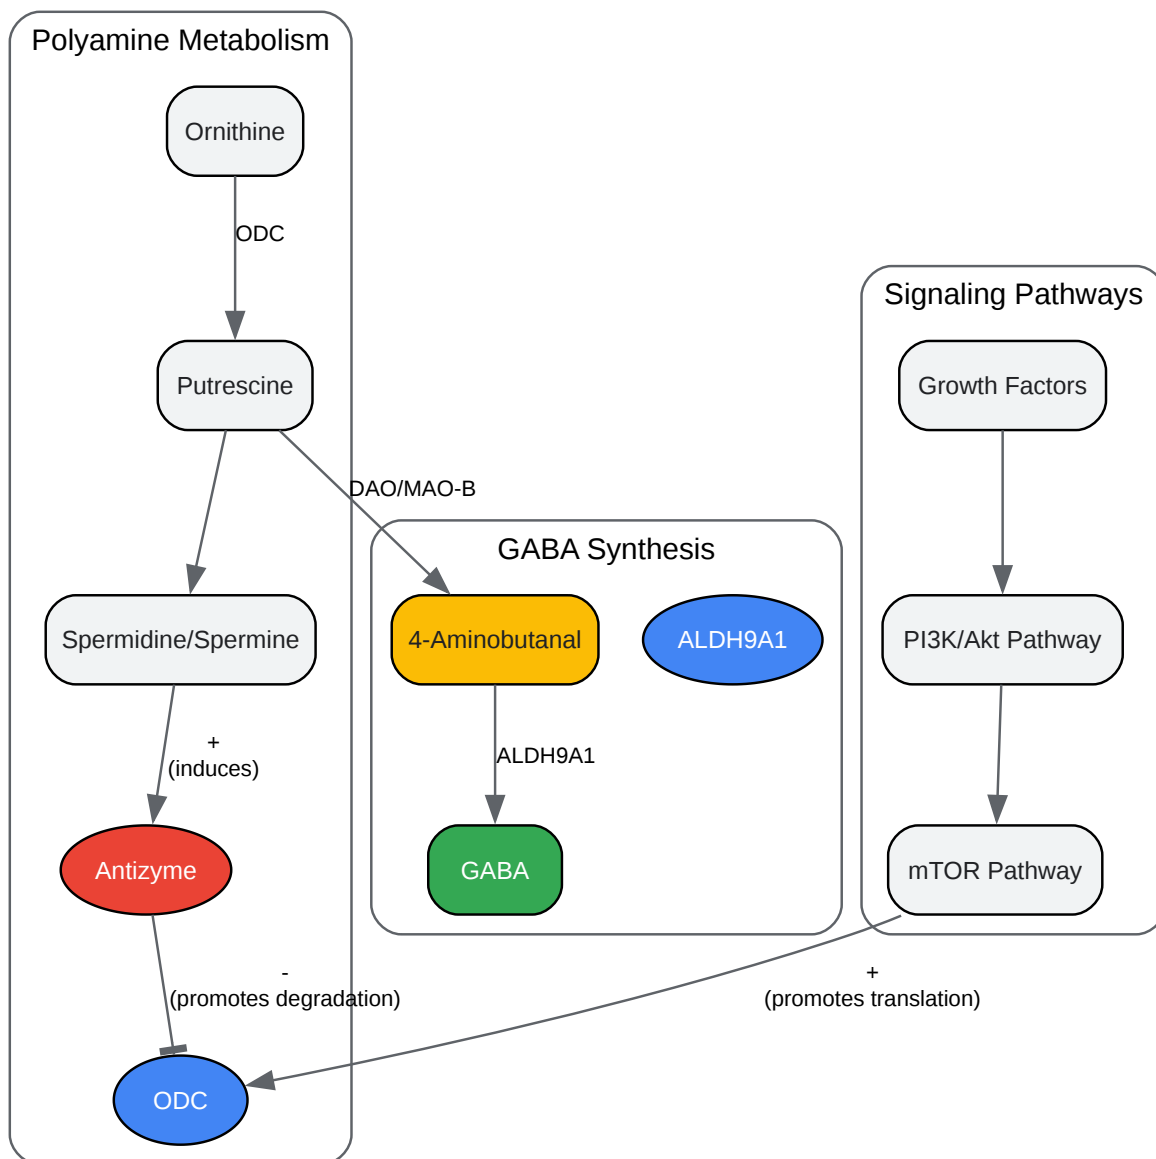 Polyamine Metabolism
Ornithine
ODC
Signaling Pathways
Putrescine
Growth Factors
DAO/MAO-B
GABA Synthesis
Spermidine/Spermine
4-Aminobutanal
ALDH9A1
PI3K/Akt Pathway
+
(induces)
ALDH9A1
Antizyme
GABA
mTOR Pathway
-
(promotes degradation)
+
(promotes translation)
ODC